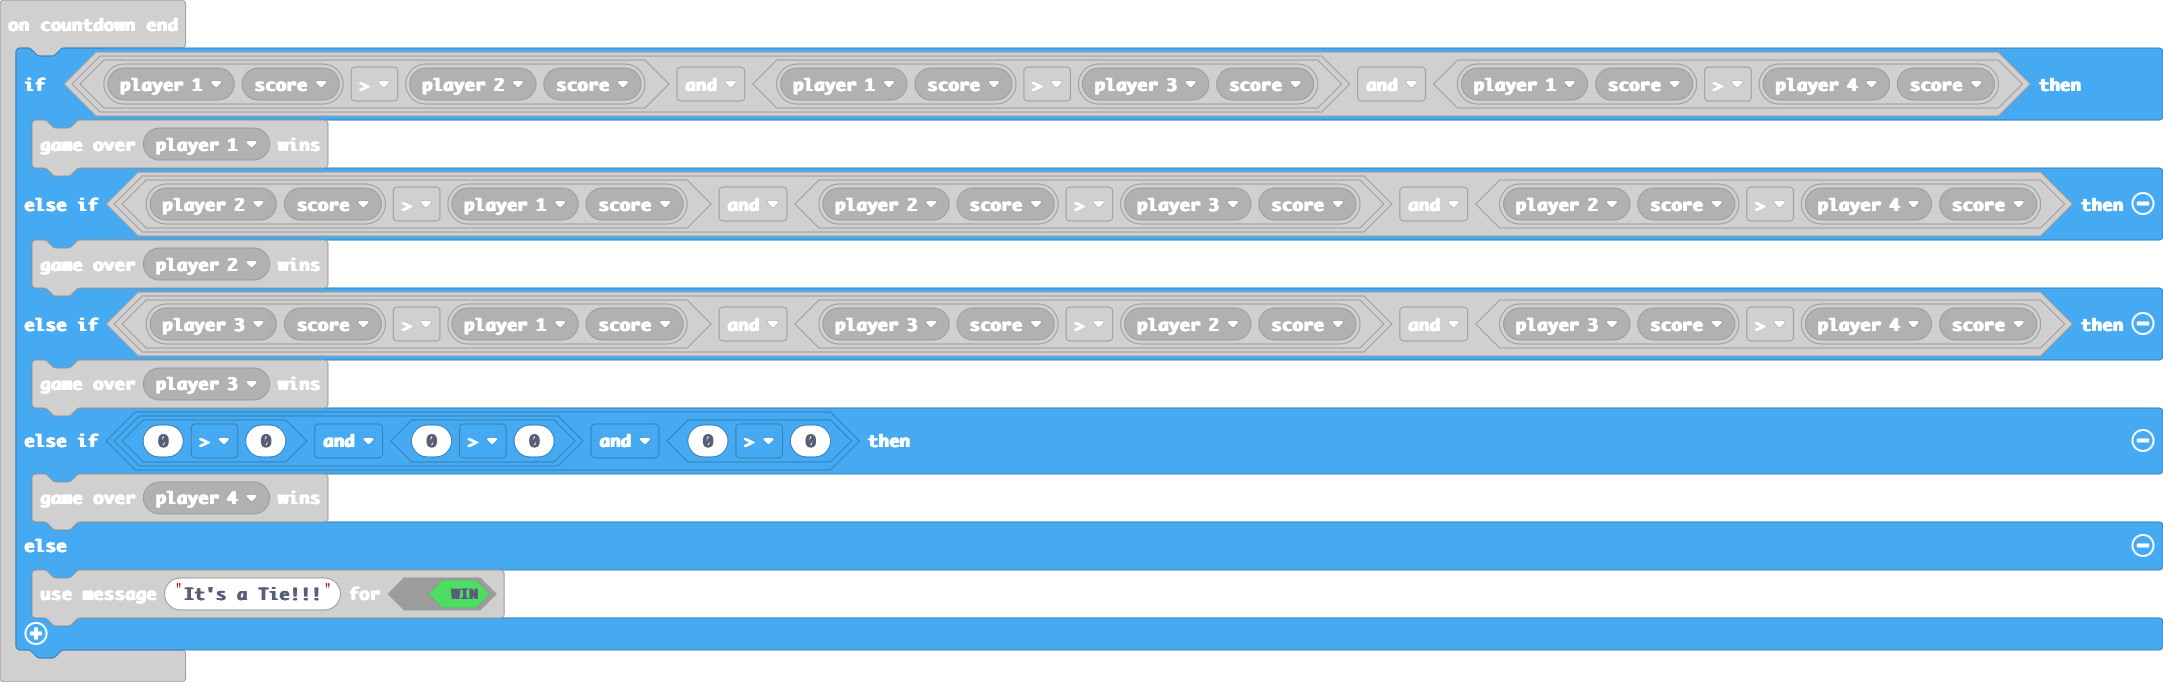 on countdown end
if player 1 score > player 2 score and player 1 score > player 3 score and player 1 score > player 4 score then
game over player 1 wins
else if player 2 score > player 1 score and player 2 score > player 3 score and player 2 score > player 4 score then
game over player 2 wins
else if player 3 score > player 1 score and player 3 score > player 2 score and player 3 score > player 4 score then
game over player 3 wins
else if 0 > 0 and 0 > 0 and 0 > 0 then
game over player 4 wins
else
use message "It's a Tie!!!" for WIN